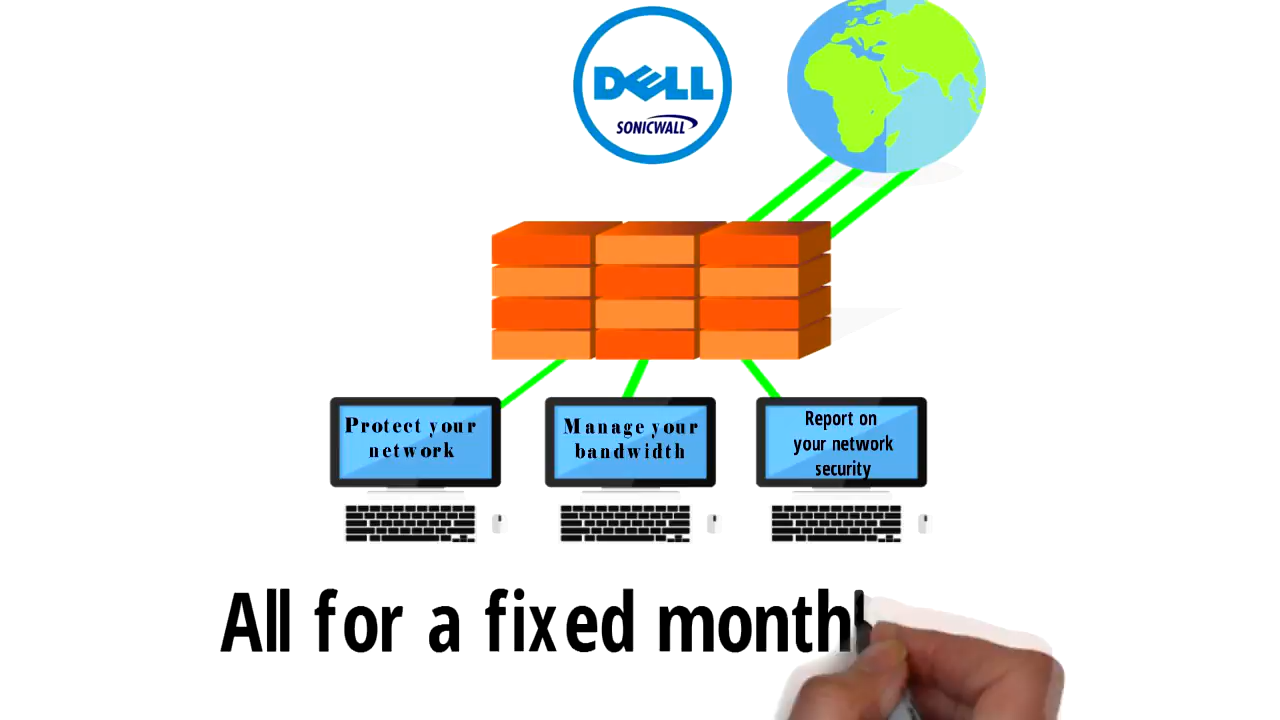 DELL
SONICWALL
Protect your
network
Manage your
bandwidth
Report on
your network
security
All for a fixed month